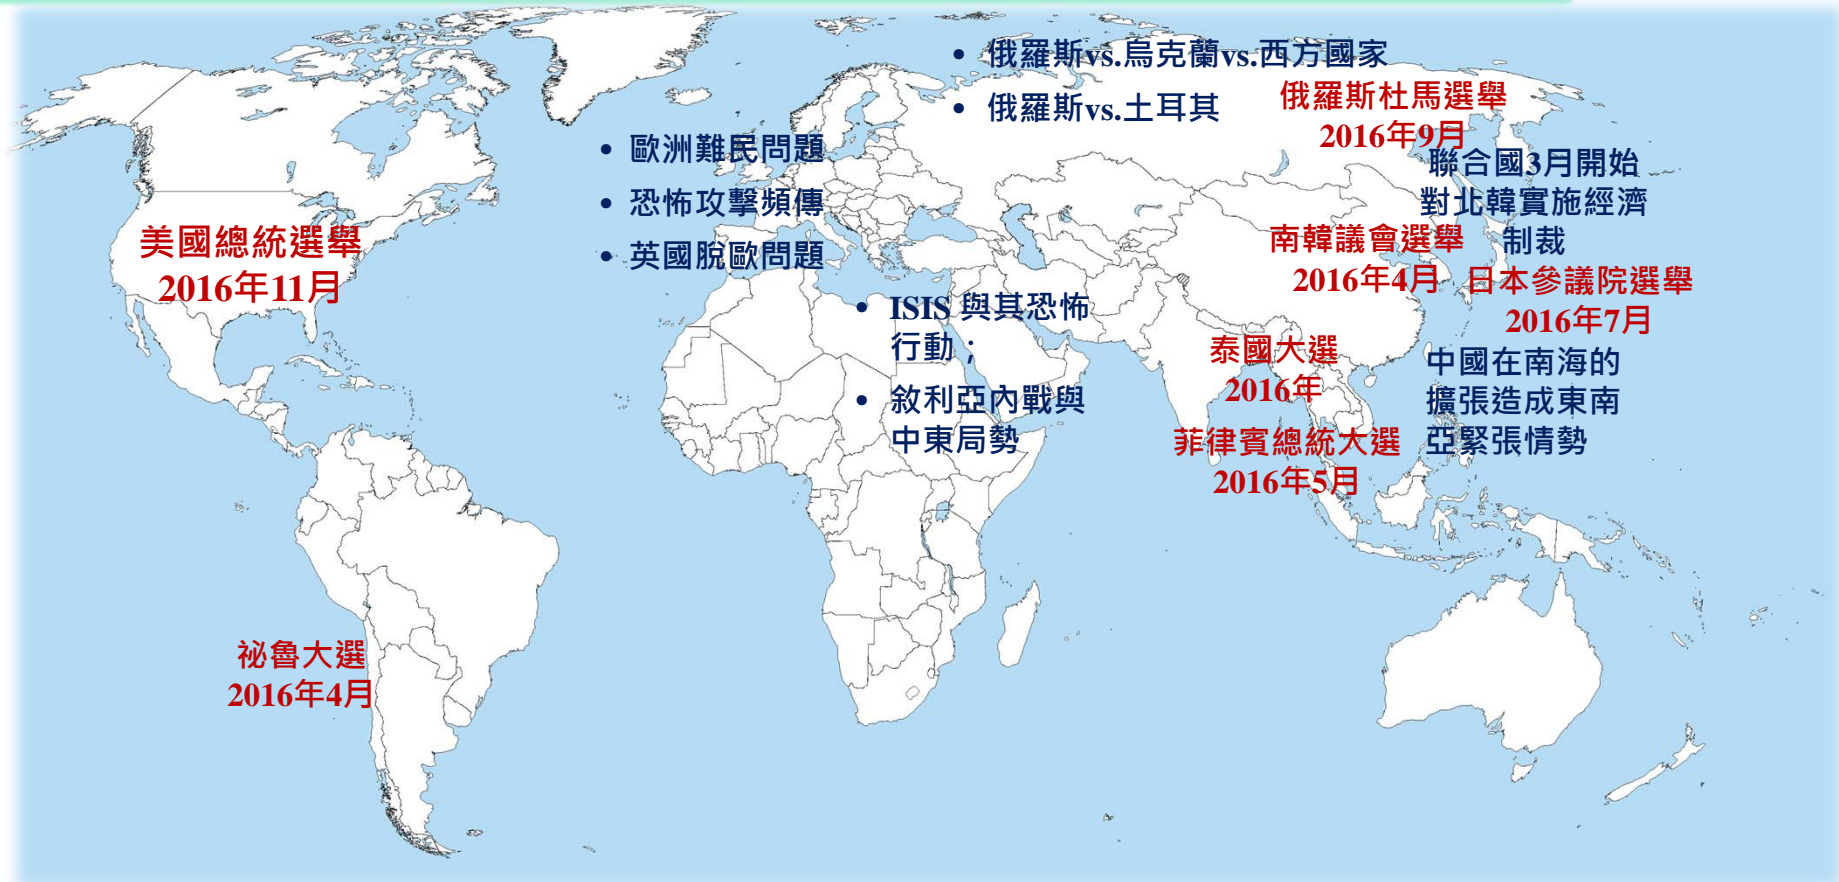 • 俄羅斯vs.烏克蘭vs.西方國家
• 俄羅斯vs.土耳其
俄羅斯杜馬選舉
2016年9月
• 歐洲難民問題
• 恐怖攻擊頻傳
• 英國脫歐問題
聯合國3月開始
對北韓實施經濟
制裁
美國總統選舉
2016年11月
南韓議會選舉
2016年4月
日本參議院選舉
2016年7月
• ISIS 與其恐怖
行動；
• 敘利亞內戰與
中東局勢
泰國大選
2016年
中國在南海的
擴張造成東南
亞緊張情勢
菲律賓總統大選
2016年5月
祕魯大選
2016年4月